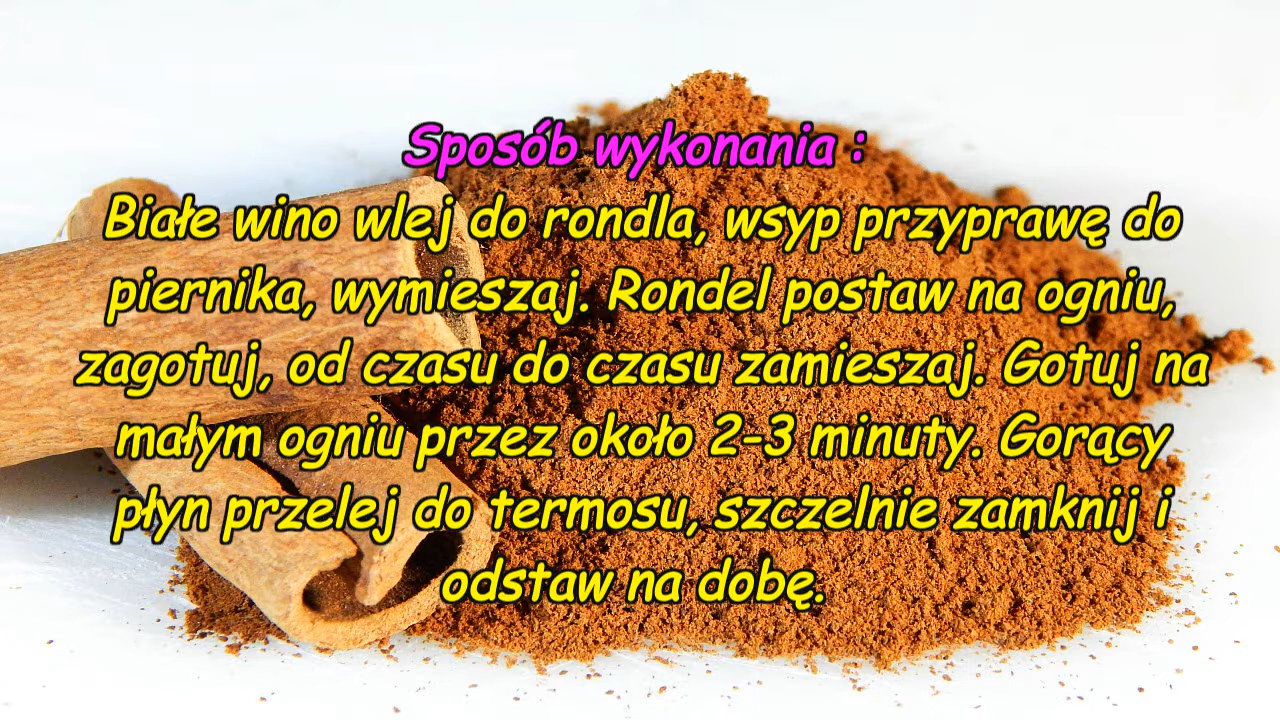 Sposób wykonania :
Białe wino wlej do rondla, wsyp przyprawę do
piernika, wymieszaj. Rondel postaw na ogniu,
zagotuj, od czasu do czasu zamieszaj. Gotuj na
małym ogniu przez około 2-3 minuty. Gorący
płyn przelej do termosu, szczelnie zamknij i
odstaw na dobę.